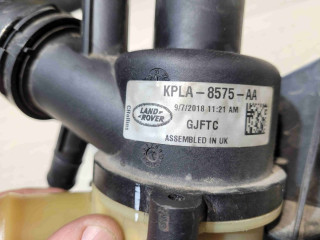 KPLA-8575-AA
9/7/2018 11:21 AM
LAND
ROVER
GJFTC
ASSEMBLED IN UK